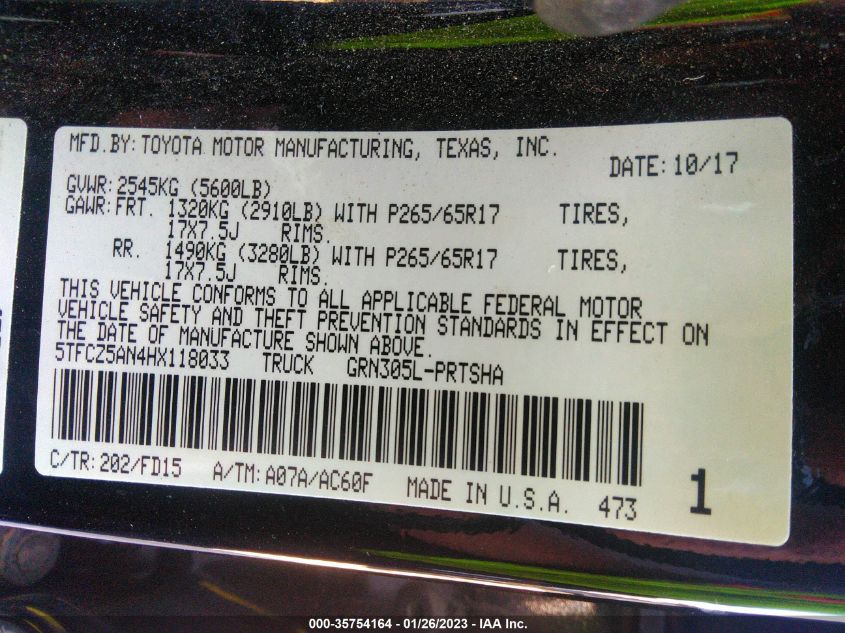 MFD.BY: TOYOTA MOTOR MANUFACTURING, TEXAS, INC.
DATE: 10/17
GVWR: 2545KG (5600LB)
GAWR: FRT. 1320KG (2910LB) WITH P265/65R17 TIRES,
17X7.5J RIMS.
RR. 1490KG (3280LB) WITH P265/65R17 TIRES,
17X7.5J RIMS.
THIS VEHICLE CONFORMS TO ALL APPLICABLE FEDERAL MOTOR
VEHICLE SAFETY AND THEFT PREVENTION STANDARDS IN EFFECT ON
THE DATE OF MANUFACTURE SHOWN ABOVE.
5TFCZ5AN4HX118033 TRUCK GRN305L-PRTSHA
C/TR: 202/FD15 A/TM: A07A/AC60F MADE IN U.S.A. 473 1
000-35754164 - 01/26/2023 - IAA Inc.